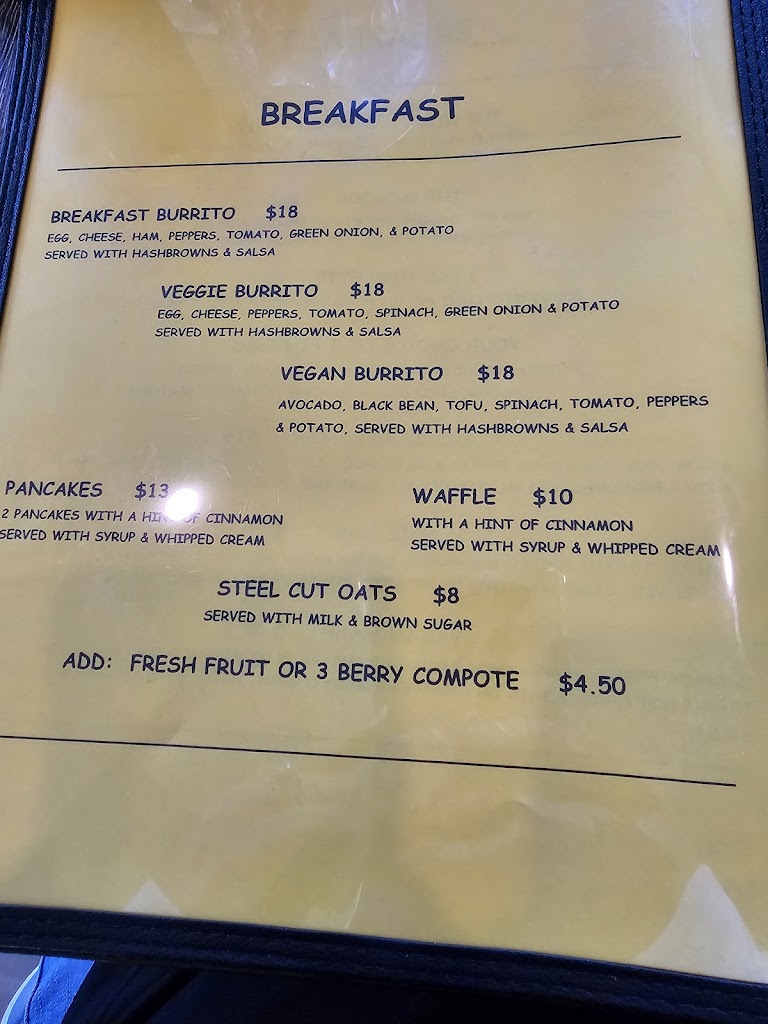 BREAKFAST
BREAKFAST BURRITO $18
EGG, CHEESE, HAM, PEPPERS, TOMATO, GREEN ONION, & POTATO
SERVED WITH HASHBROWNS & SALSA
VEGGIE BURRITO $18
EGG, CHEESE, PEPPERS, TOMATO, SPINACH, GREEN ONION & POTATO
SERVED WITH HASHBROWNS & SALSA
VEGAN BURRITO $18
AVOCADO, BLACK BEAN, TOFU, SPINACH, TOMATO, PEPPERS
& POTATO, SERVED WITH HASHBROWNS & SALSA
PANCAKES $13
2 PANCAKES WITH A HINT OF CINNAMON
SERVED WITH SYRUP & WHIPPED CREAM
WAFFLE $10
WITH A HINT OF CINNAMON
SERVED WITH SYRUP & WHIPPED CREAM
STEEL CUT OATS $8
SERVED WITH MILK & BROWN SUGAR
ADD: FRESH FRUIT OR 3 BERRY COMPOTE $4.50